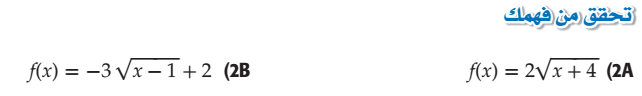 تحقق من فهمك
f(x) = 2√x + 4 (2A
f(x) = −3√x − 1 + 2 (2B